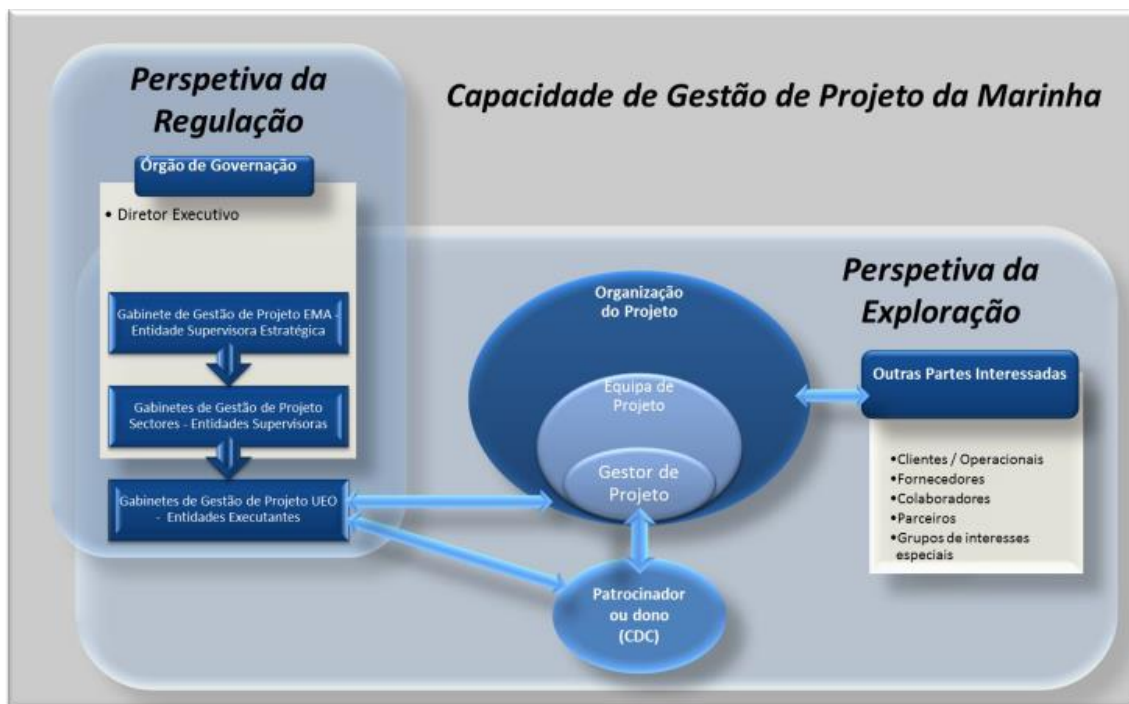 Perspetiva da
Regulação
Capacidade de Gestão de Projeto da Marinha
Órgão de Governação
• Diretor Executivo
Gabinete de Gestão de Projeto EMA -
Entidade Supervisora Estratégica
Gabinetes de Gestão de Projeto
Sectores - Entidades Supervisoras
Gabinetes de Gestão de Projeto UEO
- Entidades Executantes
Organização
do Projeto
Equipa de
Projeto
Gestor de
Projeto
Patrocinador
ou dono
(CDC)
Perspetiva da
Exploração
Outras Partes Interessadas
•Clientes / Operacionais
•Fornecedores
•Colaboradores
•Parceiros
•Grupos de interesses
especiais